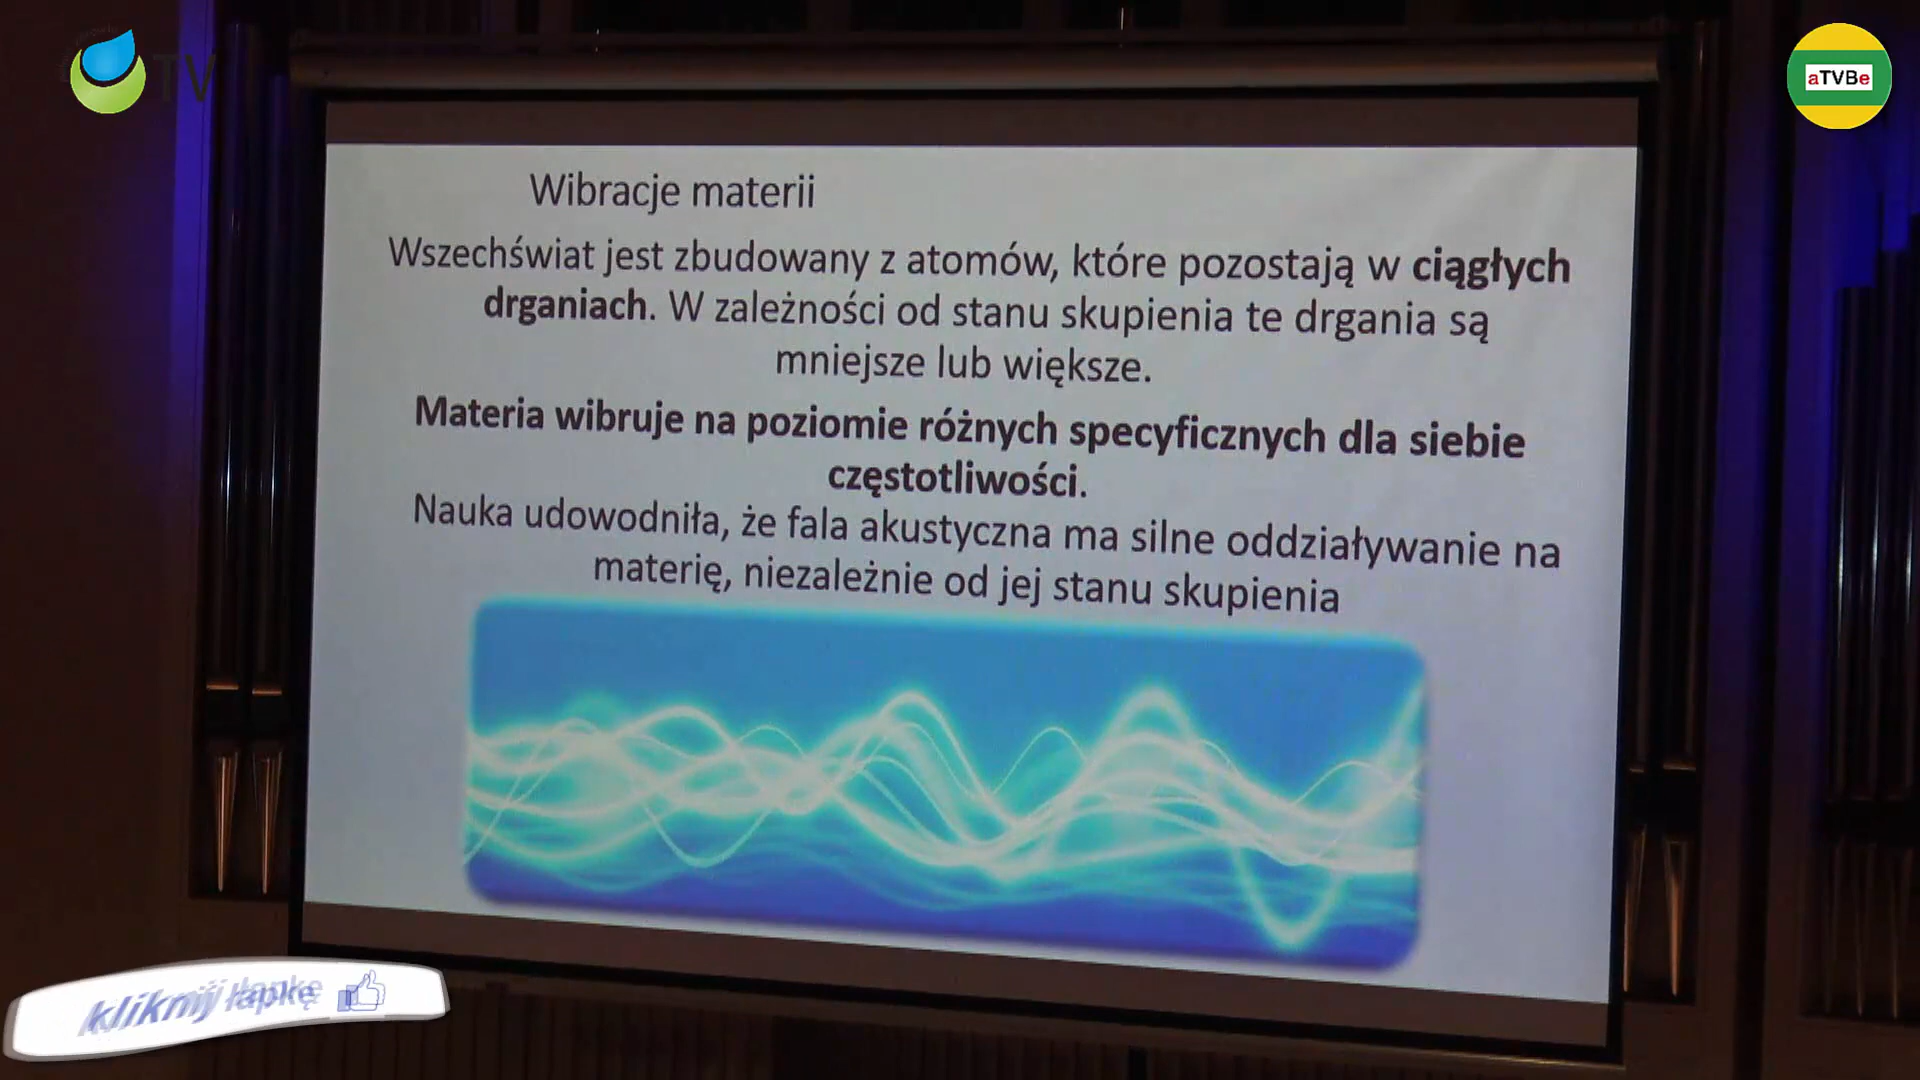 TV
aTVBe
Wibracje materii
Wszechświat jest zbudowany z atomów, które pozostają w ciągłych
drganiach. W zależności od stanu skupienia te drgania są
mniejsze lub większe.
Materia wibruje na poziomie różnych specyficznych dla siebie
częstotliwości.
Nauka udowodniła, że fala akustyczna ma silne oddziaływanie na
materię, niezależnie od jej stanu skupienia
kliknij łapkę